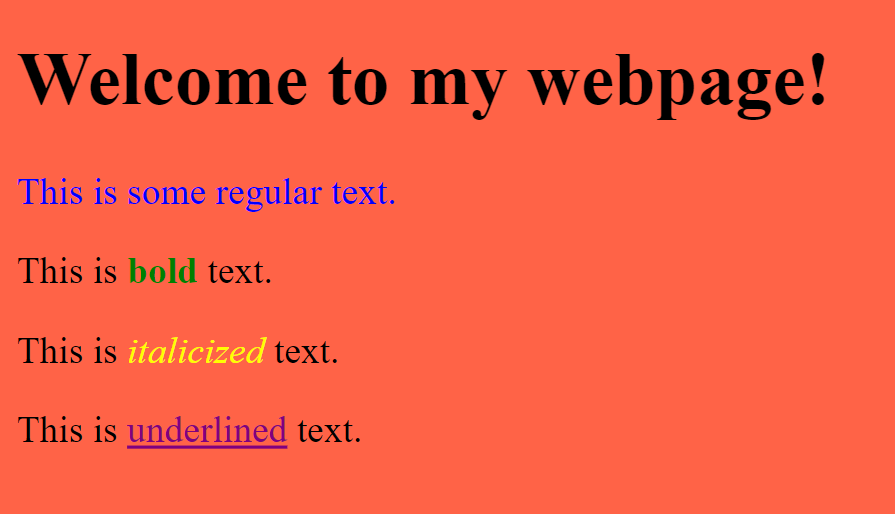 Welcome to my webpage!
This is some regular text.
This is bold text.
This is italicized text.
This is underlined text.